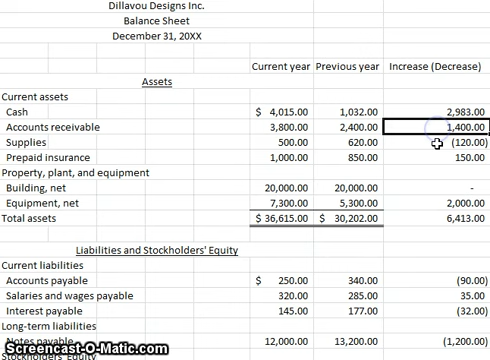 Dillavou Designs Inc.
Balance Sheet
December 31, 20XX
Current year Previous year Increase (Decrease)
Assets
Current assets
Cash $ 4,015.00 1,032.00 2,983.00
Accounts receivable 3,800.00 2,400.00 1,400.00
Supplies 500.00 620.00 (120.00)
Prepaid insurance 1,000.00 850.00 150.00
Property, plant, and equipment
Building, net 20,000.00 20,000.00 -
Equipment, net 7,300.00 5,300.00 2,000.00
Total assets $ 36,615.00 $ 30,202.00 6,413.00
Liabilities and Stockholders' Equity
Current liabilities
Accounts payable $ 250.00 340.00 (90.00)
Salaries and wages payable 320.00 285.00 35.00
Interest payable 145.00 177.00 (32.00)
Long-term liabilities
Notes payable 12,000.00 13,200.00 (1,200.00)
Screencast-O-Matic.com
Stockholders' Equity